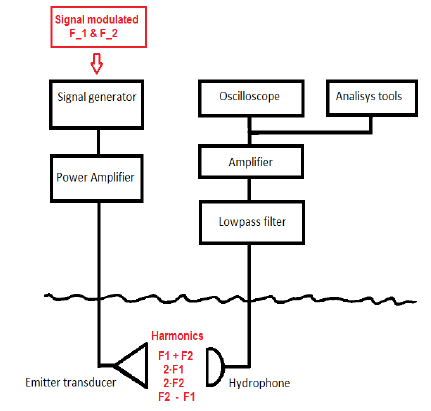 Signal modulated
F_1 & F_2
Signal generator
Oscilloscope
Analisys tools
Power Amplifier
Amplifier
Lowpass filter
Harmonics
F1 + F2
2·F1
2·F2
F2 - F1
Emitter transducer
Hydrophone